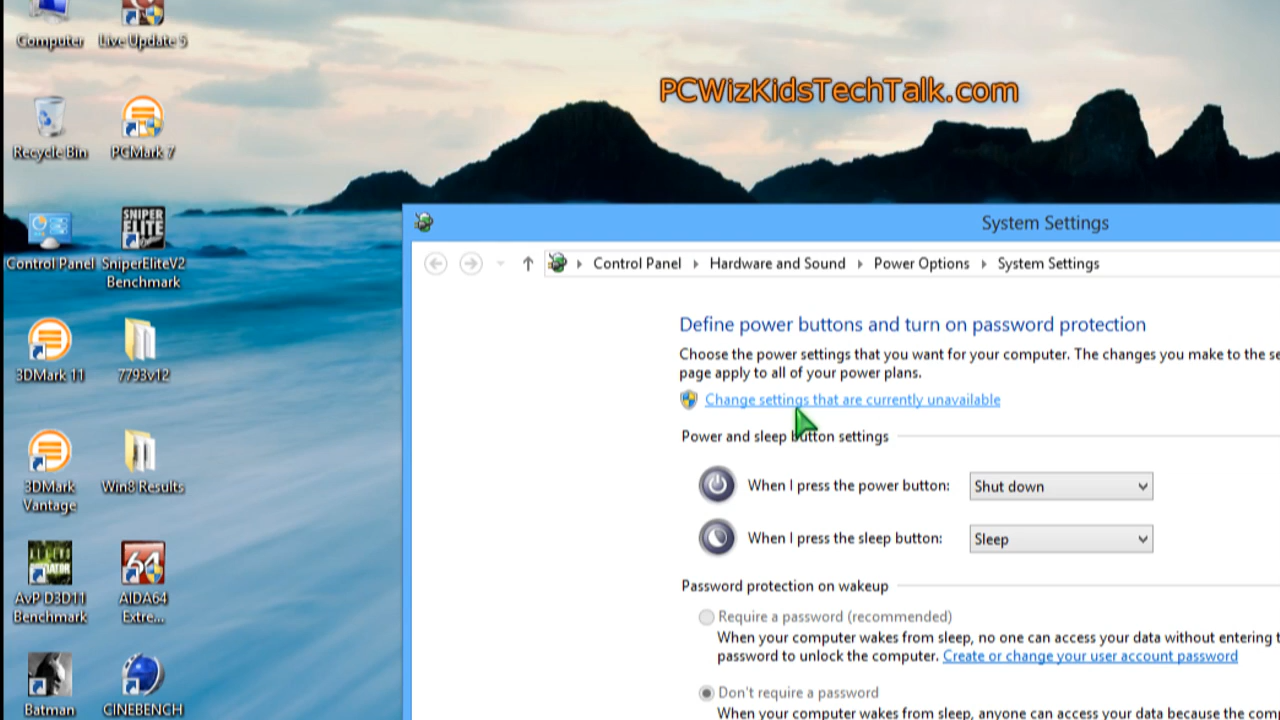 Computer
Live Update 5
PCWizKidsTechTalk.com
Recycle Bin
PCMark 7
SNIPER
ELITE
Control Panel
SniperEliteV2
Benchmark
System Settings
Control Panel
Hardware and Sound
Power Options
System Settings
Define power buttons and turn on password protection
Choose the power settings that you want for your computer. The changes you make to the se
page apply to all of your power plans.
Change settings that are currently unavailable
Power and sleep button settings
When I press the power button:
Shut down
When I press the sleep button:
Sleep
Password protection on wakeup
Require a password (recommended)
When your computer wakes from sleep, no one can access your data without entering t
password to unlock the computer. Create or change your user account password
Don't require a password
When your computer wakes from sleep, anyone can access your data because the com
3DMark 11
7793v12
3DMark
Vantage
Win8 Results
AvP D3D11
Benchmark
64
AIDA64
Extre...
Batman
CINEBENCH